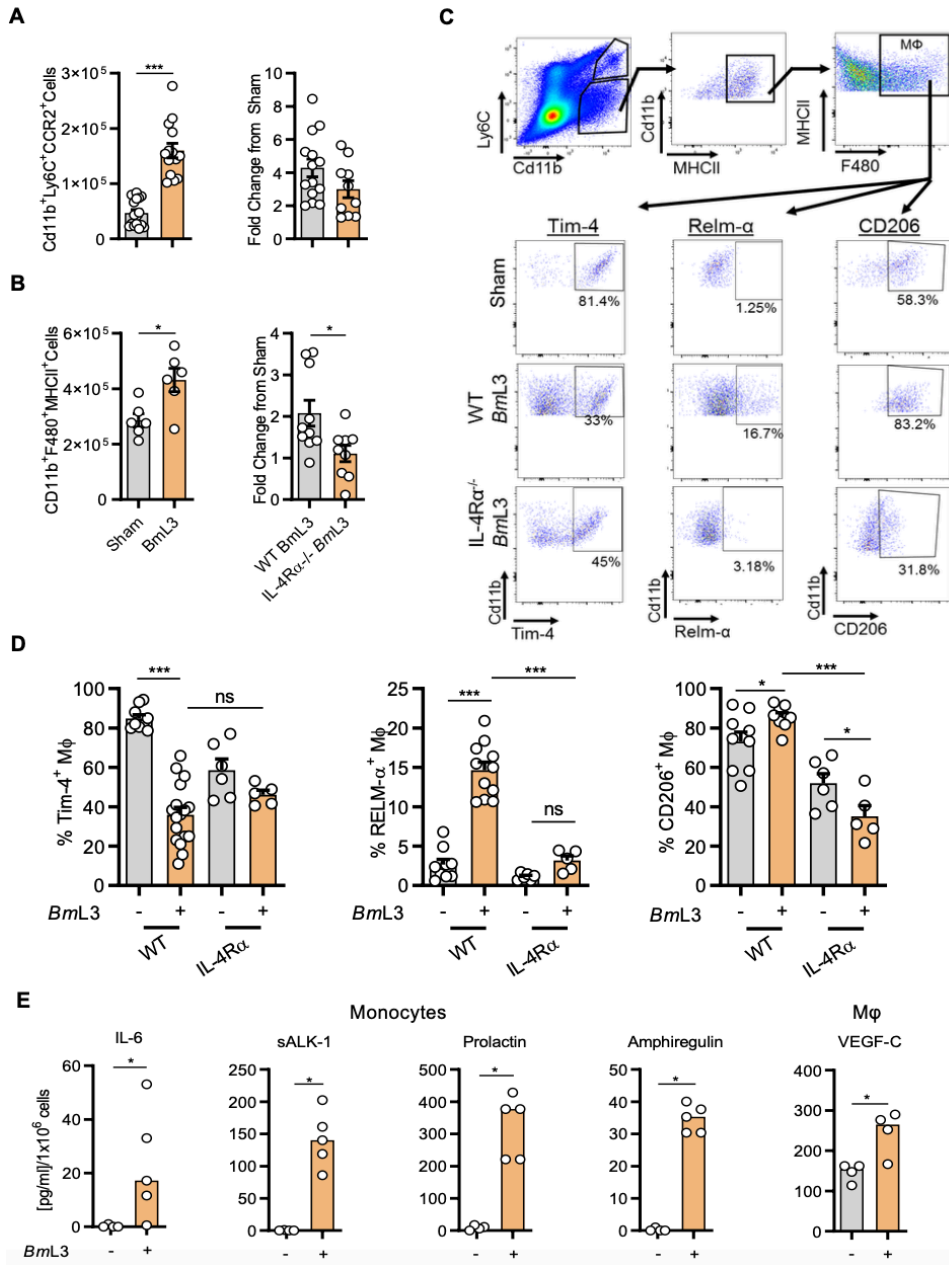 A
Cd11b⁺Ly6C⁺CCR2⁺Cells
3×10⁵
2×10⁵
1×10⁵
0
***
Fold Change from Sham
10
8
6
4
2
0
B
CD11b⁺F480⁺MHCII⁺Cells
6×10⁵
4×10⁵
2×10⁵
0
*
Sham
BmL3
Fold Change from Sham
4
3
2
1
0
*
WT BmL3
IL-4Rα-/- BmL3
C
Ly6C
Cd11b
Cd11b
MHCII
MHCII
F480
MΦ
Tim-4
Relm-α
CD206
Sham
81.4%
1.25%
58.3%
WT
BmL3
33%
16.7%
83.2%
IL-4Rα⁻/⁻
BmL3
45%
3.18%
31.8%
Cd11b
Tim-4
Cd11b
Relm-α
Cd11b
CD206
D
% Tim-4⁺ Mϕ
100
80
60
40
20
0
***
ns
BmL3
-
+
-
+
WT
IL-4Rα
% RELM-α⁺ Mϕ
25
20
15
10
5
0
***
***
ns
BmL3
-
+
-
+
WT
IL-4Rα
% CD206⁺ Mϕ
100
80
60
40
20
0
*
***
*
BmL3
-
+
-
+
WT
IL-4Rα
E
Monocytes
Mφ
IL-6
[pg/ml]/1x10⁶ cells
60
40
20
0
*
BmL3
-
+
sALK-1
250
200
150
100
50
0
*
-
+
Prolactin
500
400
300
200
100
0
*
-
+
Amphiregulin
50
40
30
20
10
0
*
-
+
VEGF-C
400
300
200
100
0
*
-
+